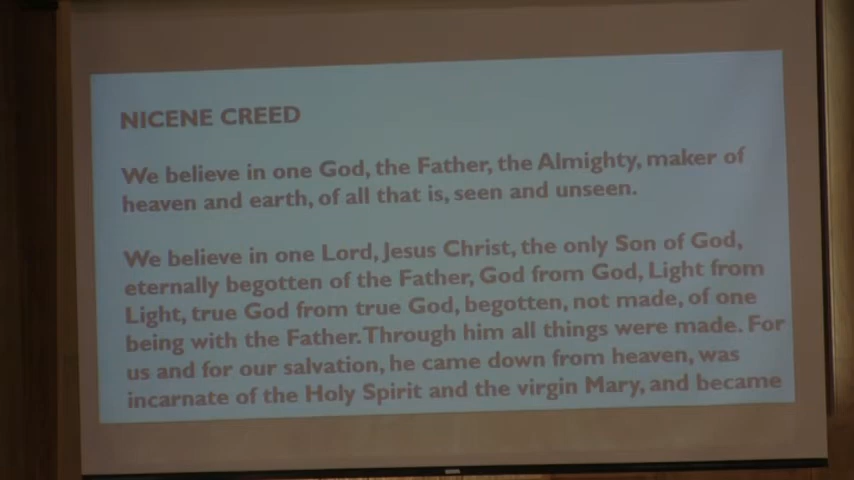 NICENE CREED
We believe in one God, the Father, the Almighty, maker of
heaven and earth, of all that is, seen and unseen.
We believe in one Lord, Jesus Christ, the only Son of God,
eternally begotten of the Father, God from God, Light from
Light, true God from true God, begotten, not made, of one
being with the Father. Through him all things were made. For
us and for our salvation, he came down from heaven, was
incarnate of the Holy Spirit and the virgin Mary, and became